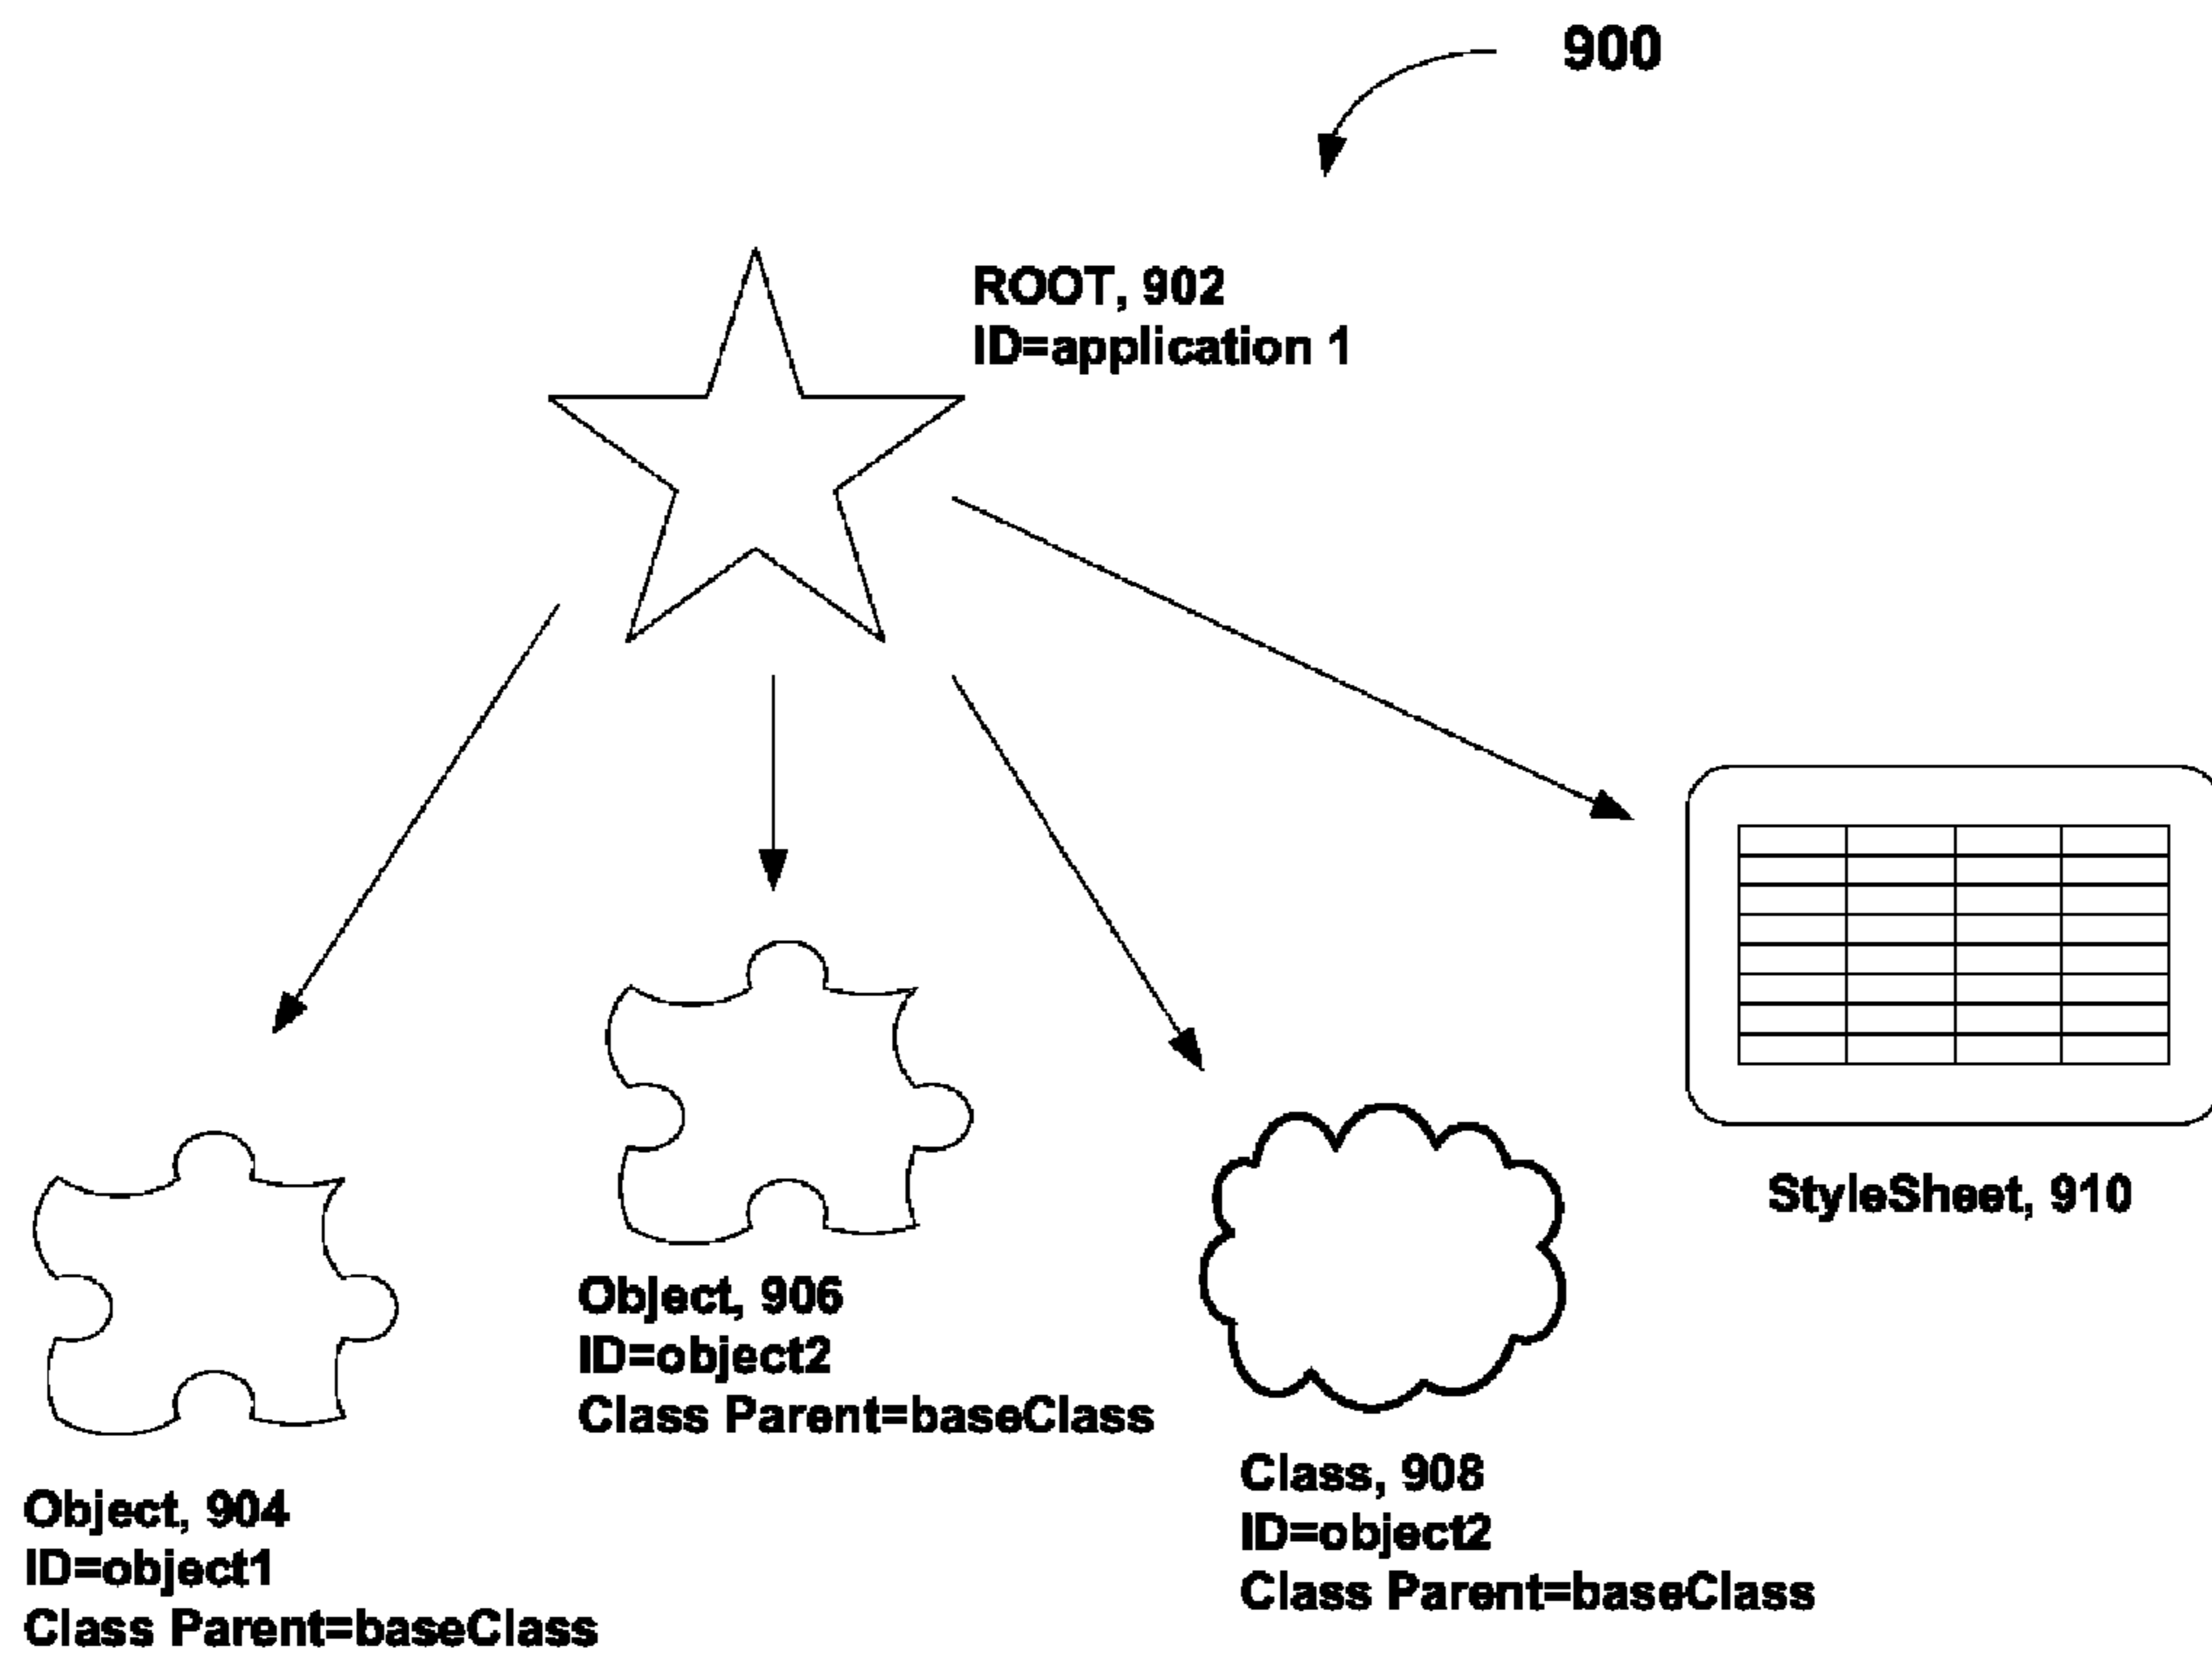 900
ROOT, 902
ID=application 1
StyleSheet, 910
Object, 906
ID=object2
Class Parent=baseClass
Class, 908
ID=object2
Class Parent=baseClass
Object, 904
ID=object1
Class Parent=baseClass